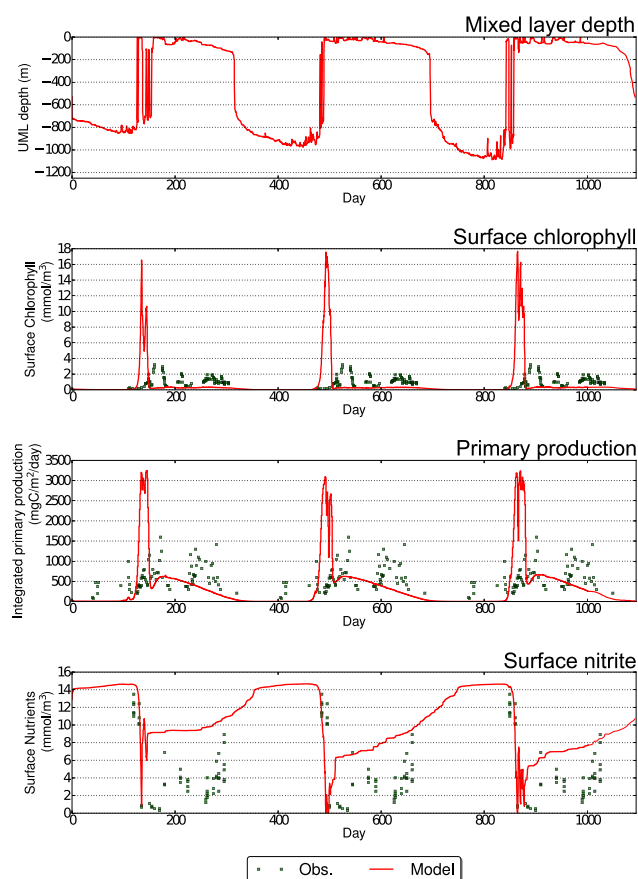 Mixed layer depth
UML depth (m)
0
−200
−400
−600
−800
−1000
−1200
0 200 400 600 800 1000
Day
Surface chlorophyll
Surface Chlorophyll
(mmol/m³)
18
16
14
12
10
8
6
4
2
0
0 200 400 600 800 1000
Day
Primary production
Integrated primary production
(mgC/m²/day)
3500
3000
2500
2000
1500
1000
500
0
0 200 400 600 800 1000
Day
Surface nitrite
Surface Nutrients
(mmol/m³)
16
14
12
10
8
6
4
2
0
0 200 400 600 800 1000
Day
Obs. Model